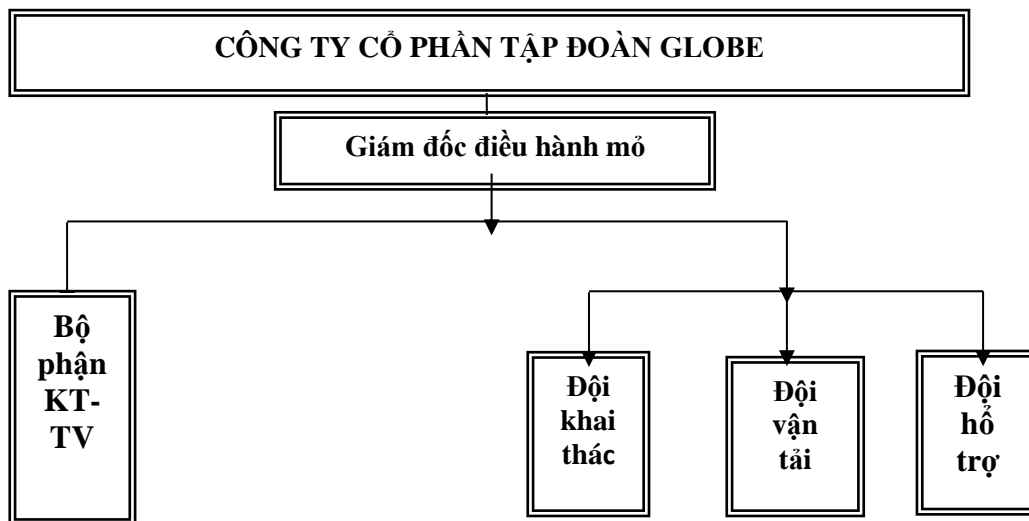 CÔNG TY CỔ PHẦN TẬP ĐOÀN GLOBE
Giám đốc điều hành mỏ
Bộ
phận
KT-
TV
Đội
khai
thác
Đội
vận
tải
Đội
hổ
trợ